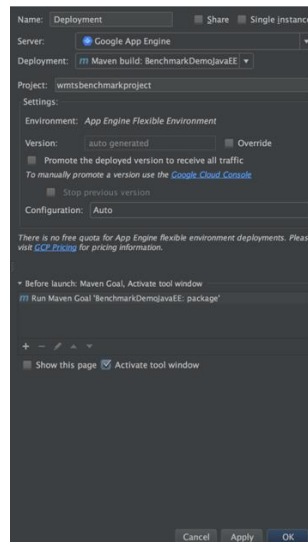 Name: Deployment Share Single instanc
Server: Google App Engine
Deployment: m Maven build: BenchmarkDemoJavaEE
Project: wmtsbenchmarkproject
Settings:
Environment: App Engine Flexible Environment
Version: auto generated Override
Promote the deployed version to receive all traffic
To manually promote a version use the Google Cloud Console
Stop previous version
Configuration: Auto
There is no free quota for App Engine flexible environment deployments. Pleas
visit GCP Pricing for pricing information.
Before launch: Maven Goal, Activate tool window
m Run Maven Goal 'BenchmarkDemoJavaEE: package'
Show this page Activate tool window
Cancel Apply OK